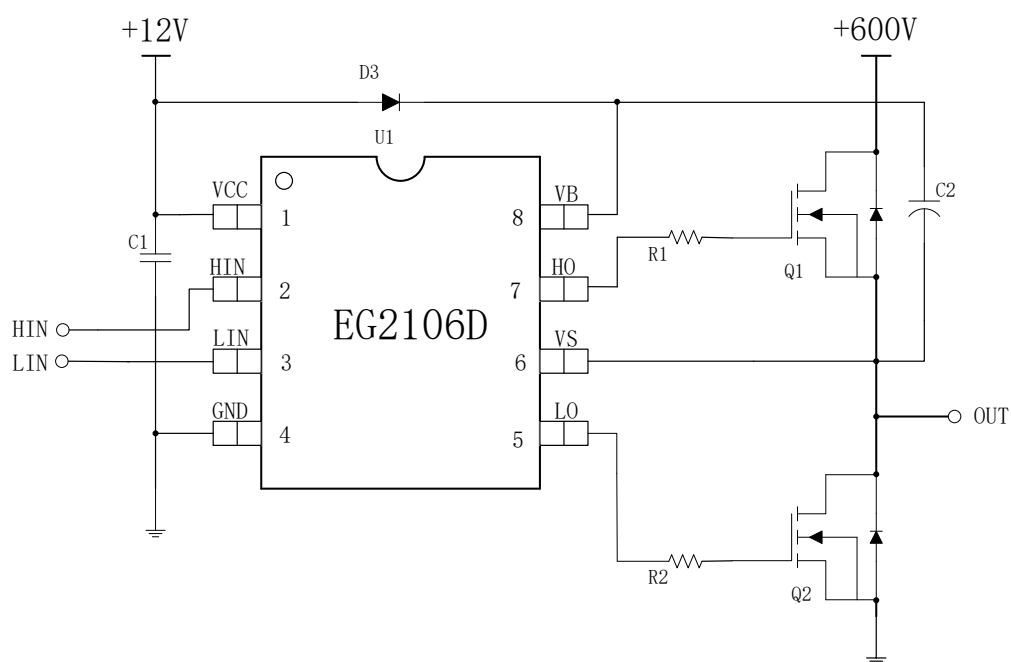 +12V
+600V
D3
U1
VCC
1
8
VB
C2
C1
R1
Q1
HIN
2
7
HO
EG2106D
HIN
LIN
LIN
3
6
VS
GND
4
5
LO
OUT
R2
Q2